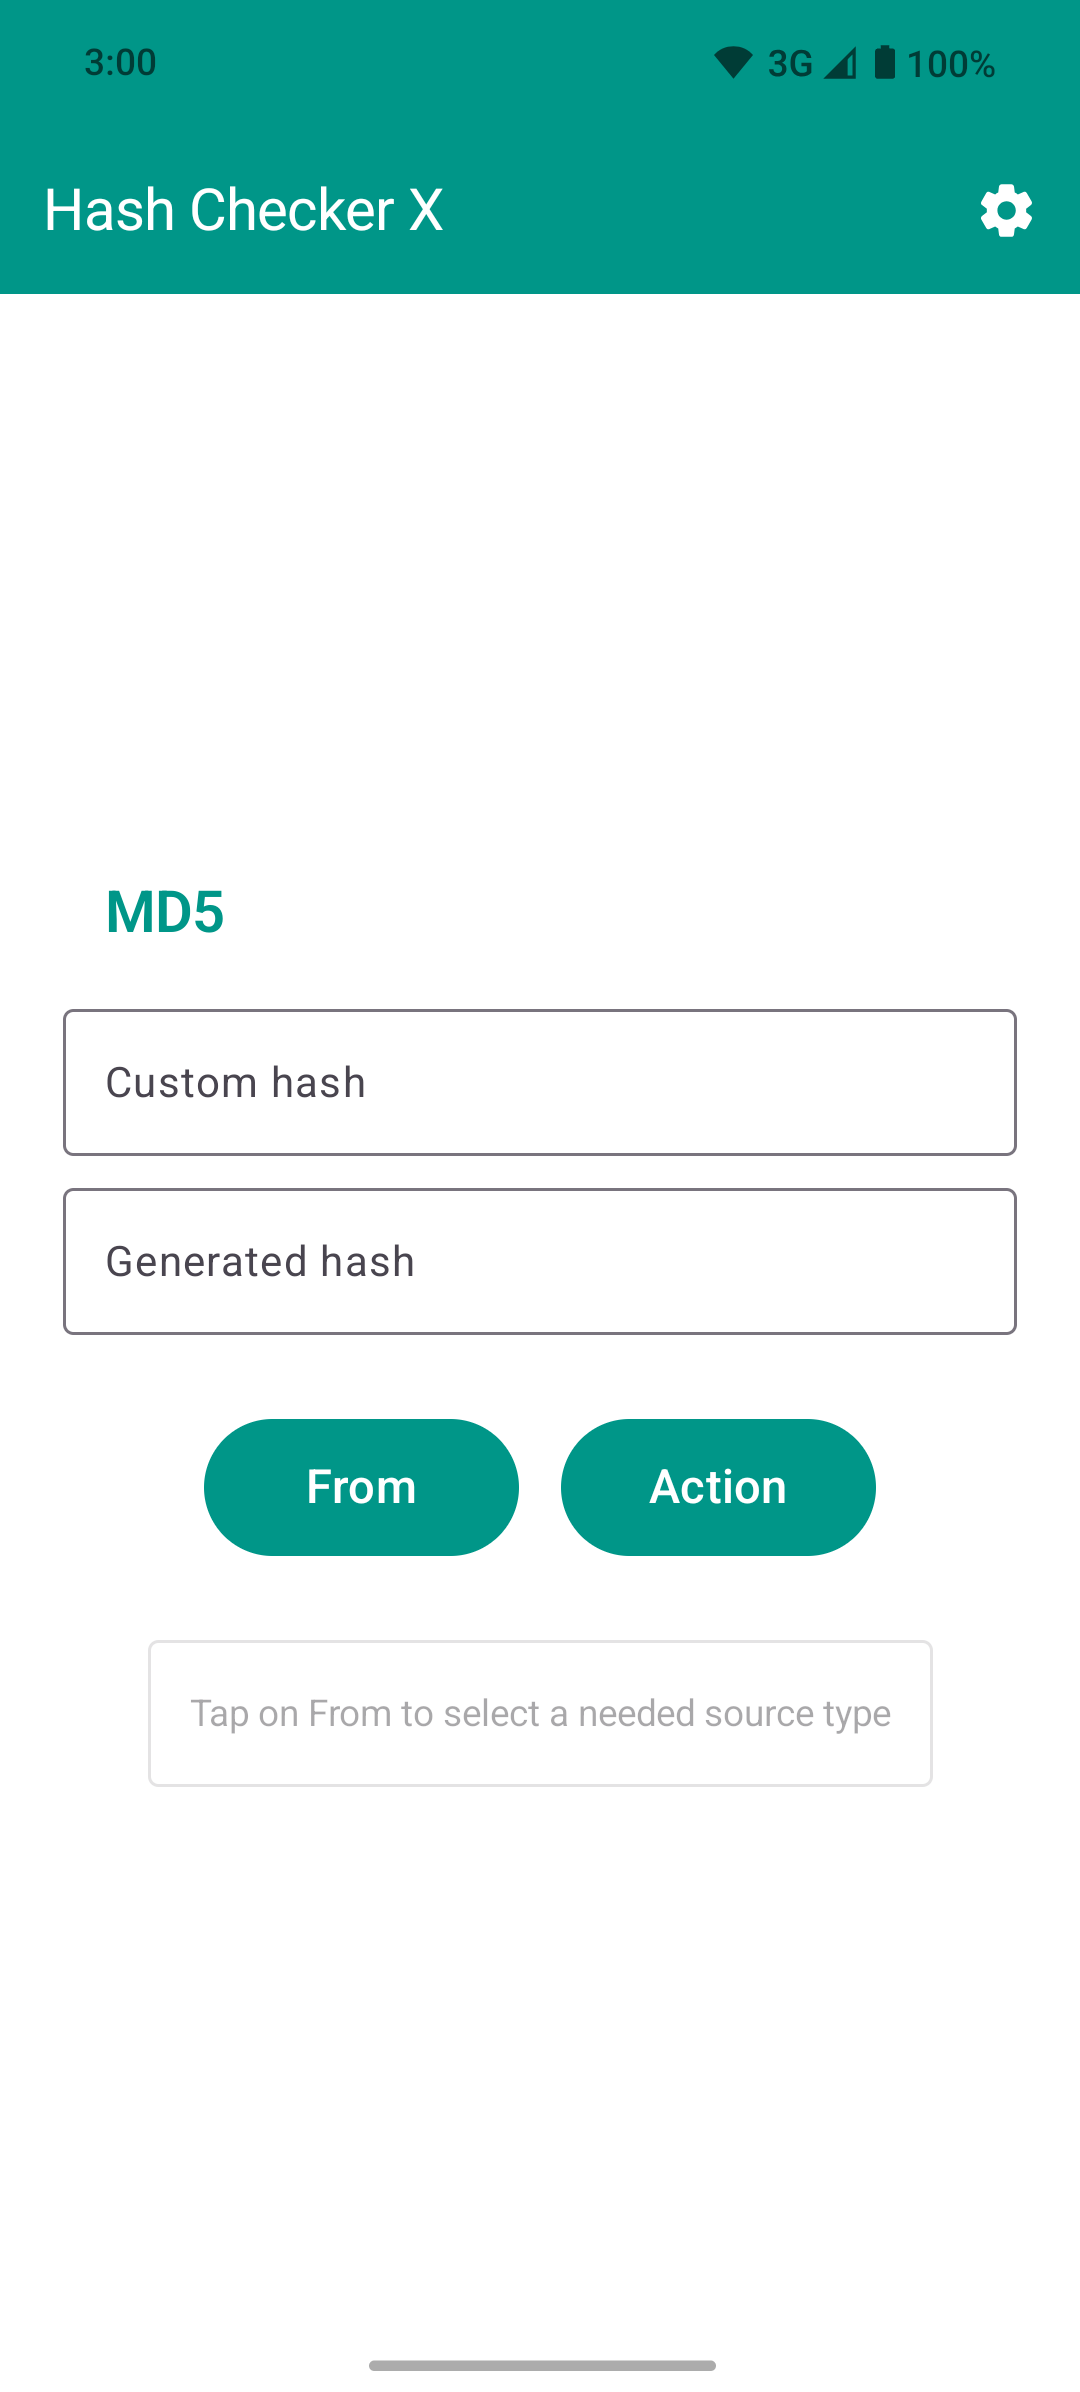 3:00
3G
100%
Hash Checker X
MD5
Custom hash
Generated hash
From
Action
Tap on From to select a needed source type